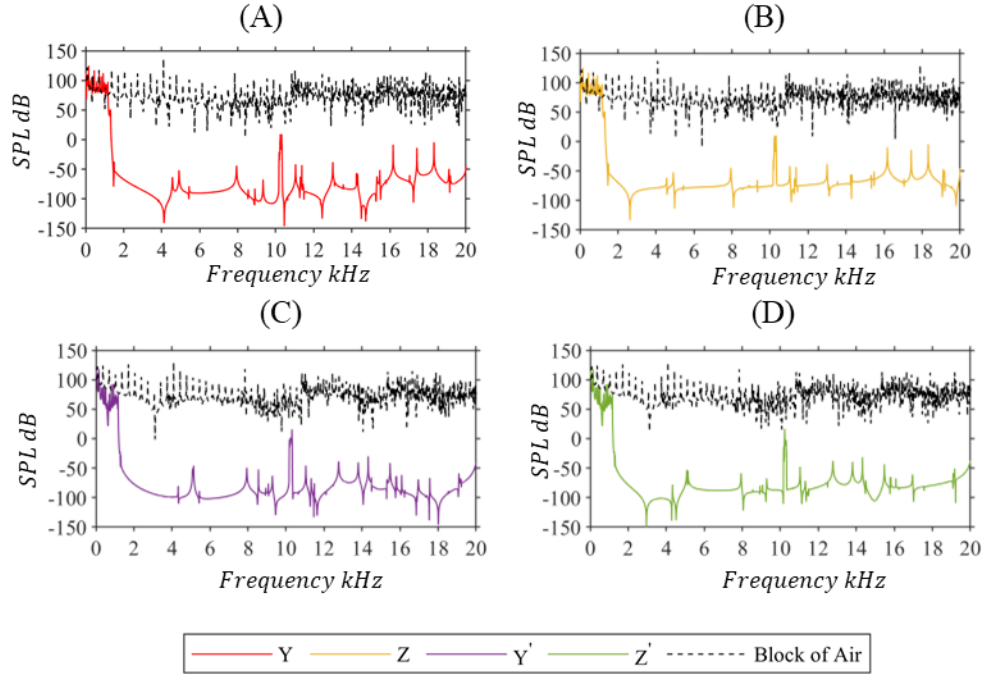 (A) (B)
150 150
100 100
50 50
0 0
-50 -50
-100 -100
-150 -150
SPL dB SPL dB
0 2 4 6 8 10 12 14 16 18 20 0 2 4 6 8 10 12 14 16 18 20
Frequency kHz Frequency kHz
(C) (D)
150 150
100 100
50 50
0 0
-50 -50
-100 -100
-150 -150
SPL dB SPL dB
0 2 4 6 8 10 12 14 16 18 20 0 2 4 6 8 10 12 14 16 18 20
Frequency kHz Frequency kHz
Y Z Y' Z' Block of Air